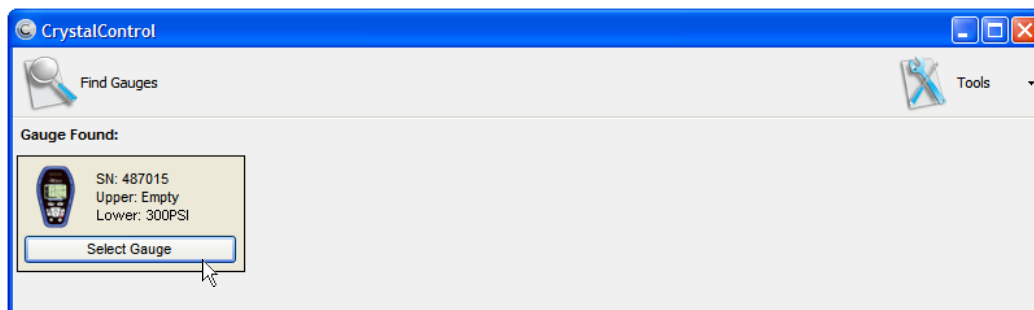 CrystalControl
Find Gauges
Tools
Gauge Found:
SN: 487015
Upper: Empty
Lower: 300PSI
Select Gauge